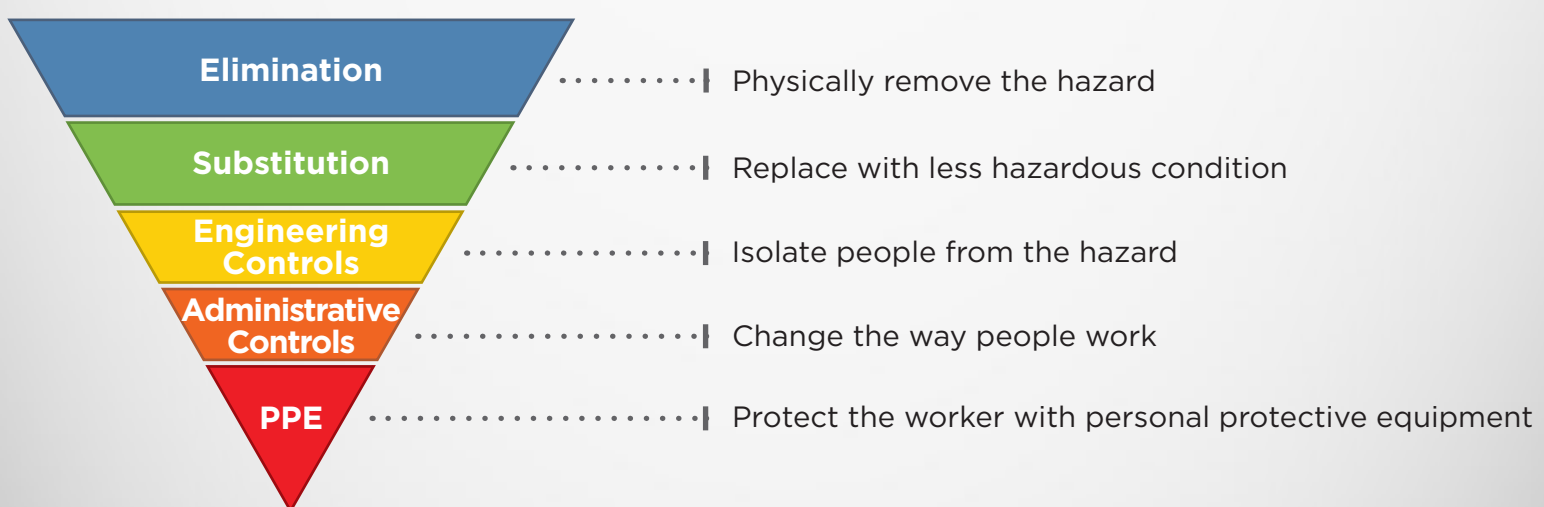 Elimination
Physically remove the hazard
Substitution
Replace with less hazardous condition
Engineering
Controls
Isolate people from the hazard
Administrative
Controls
Change the way people work
PPE
Protect the worker with personal protective equipment